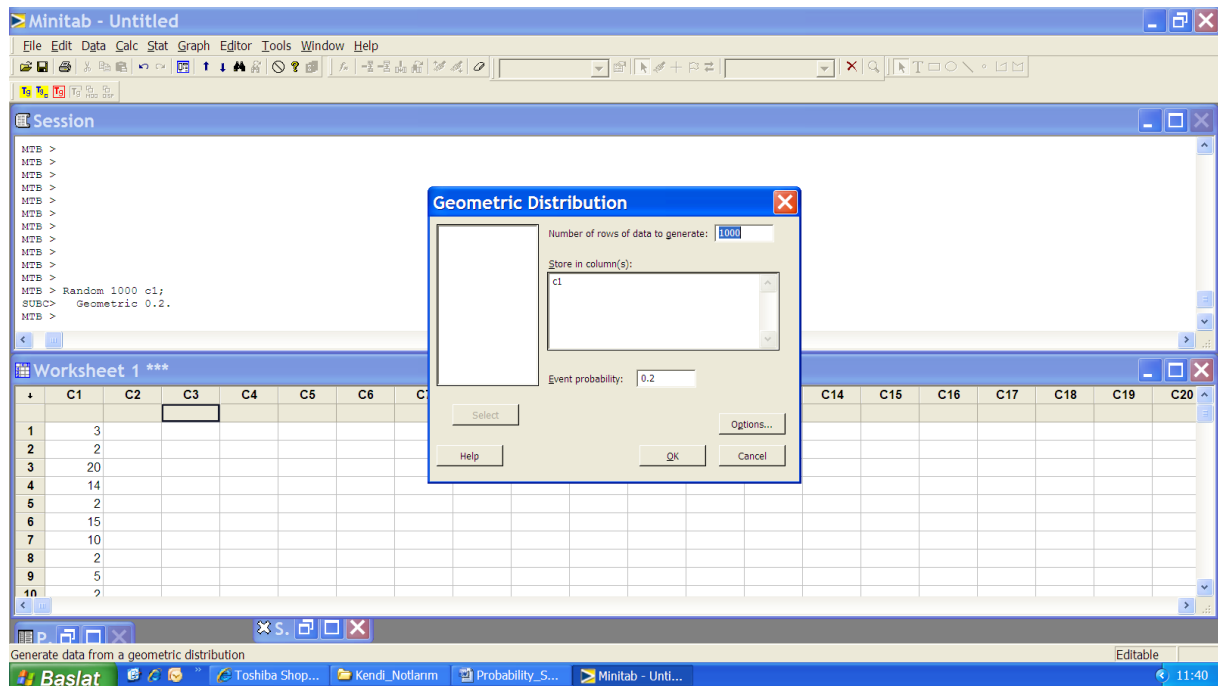 Minitab - Untitled
File Edit Data Calc Stat Graph Editor Tools Window Help
Session
MTB >
MTB >
MTB >
MTB >
MTB >
MTB >
MTB >
MTB >
MTB >
MTB >
MTB >
MTB > Random 1000 c1;
SUBC> Geometric 0.2.
MTB >
Geometric Distribution
Number of rows of data to generate: 1000
Store in column(s):
c1
Event probability: 0.2
Select
Options...
Help OK Cancel
Worksheet 1 ***
C1 C2 C3 C4 C5 C6 C7 C14 C15 C16 C17 C18 C19 C20
1 3
2 2
3 20
4 14
5 2
6 15
7 10
8 2
9 5
10 2
P. S.
Generate data from a geometric distribution Editable
Başlat Toshiba Shop... Kendi_Notlarım Probability_S... Minitab - Unti... 11:40